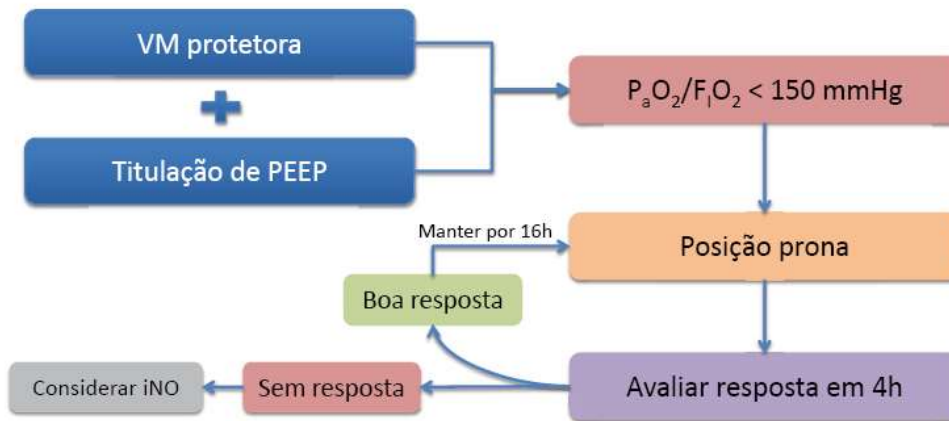 VM protetora
PaO2/FIO2 < 150 mmHg
Titulação de PEEP
Manter por 16h
Posição prona
Boa resposta
Considerar iNO
Sem resposta
Avaliar resposta em 4h